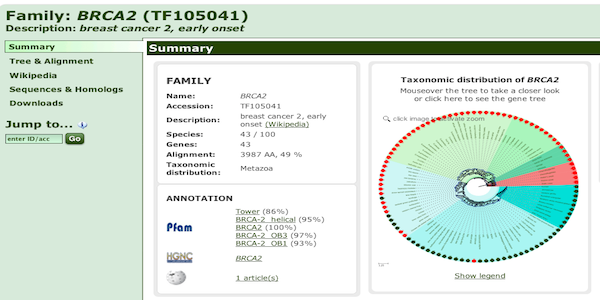 Family: BRCA2 (TF105041)
Description: breast cancer 2, early onset
Summary
Tree & Alignment
Wikipedia
Sequences & Homologs
Downloads
Jump to...
enter ID/acc
Go
Summary
FAMILY
Name: BRCA2
Accession: TF105041
Description: breast cancer 2, early
onset (Wikipedia)
Species: 43 / 100
Genes: 43
Alignment: 3987 AA, 49 %
Taxonomic
distribution: Metazoa
ANNOTATION
Pfam
Tower (86%)
BRCA-2_helical (95%)
BRCA2 (100%)
BRCA-2_OB3 (97%)
BRCA-2_OB1 (93%)
HGNC
BRCA2
1 article(s)
Taxonomic distribution of BRCA2
Mouseover the tree to take a closer look
or click here to see the gene tree
click image to activate zoom
Show legend